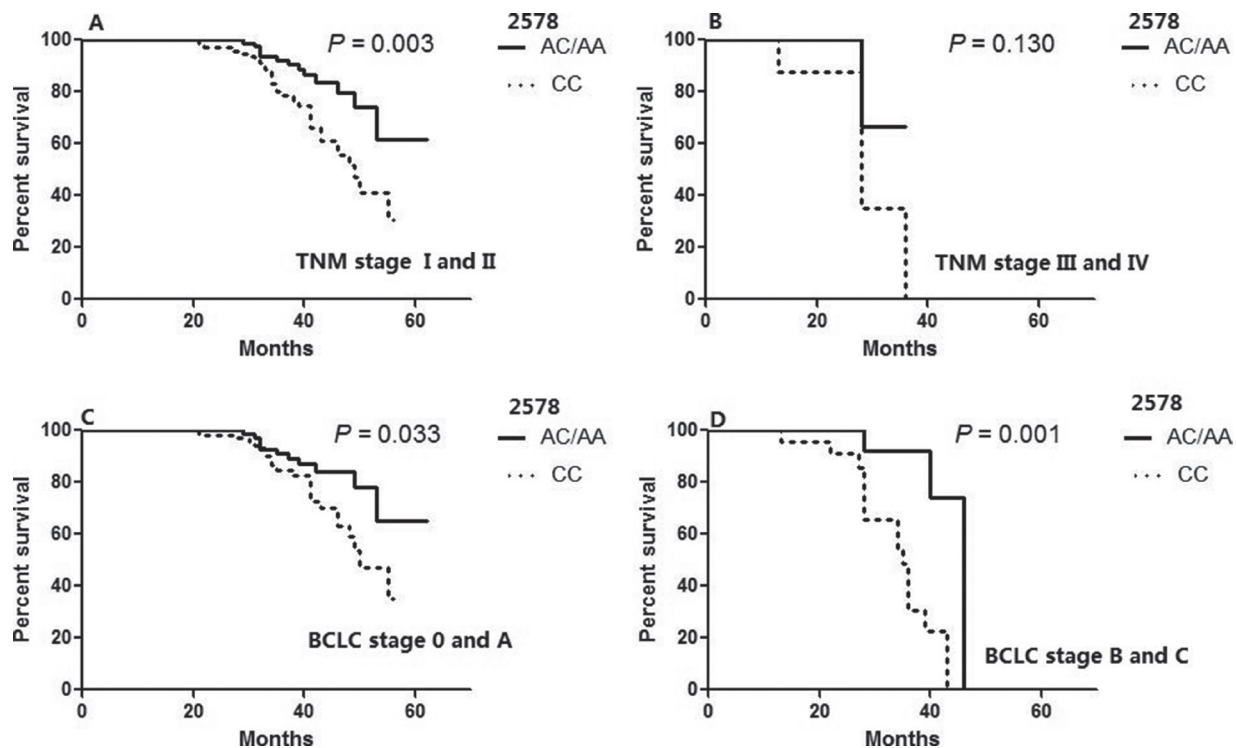 A
P = 0.003
2578
AC/AA
CC
Percent survival
100
80
60
40
20
0
TNM stage I and II
0 20 40 60
Months
B
P = 0.130
2578
AC/AA
CC
Percent survival
100
80
60
40
20
0
TNM stage III and IV
0 20 40 60
Months
C
P = 0.033
2578
AC/AA
CC
Percent survival
100
80
60
40
20
0
BCLC stage 0 and A
0 20 40 60
Months
D
P = 0.001
2578
AC/AA
CC
Percent survival
100
80
60
40
20
0
BCLC stage B and C
0 20 40 60
Months